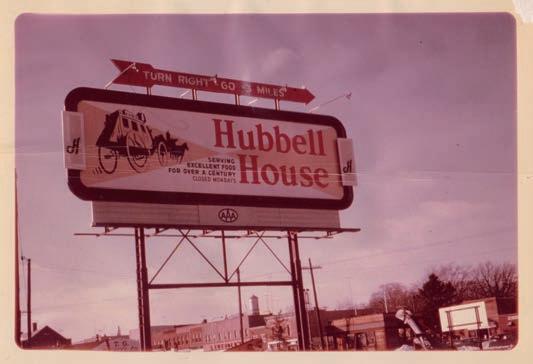 TURN RIGHT GO 3 MILES
H
Hubbell
House
SERVING
EXCELLENT FOOD
FOR OVER A CENTURY
CLOSED MONDAYS
H
AAA